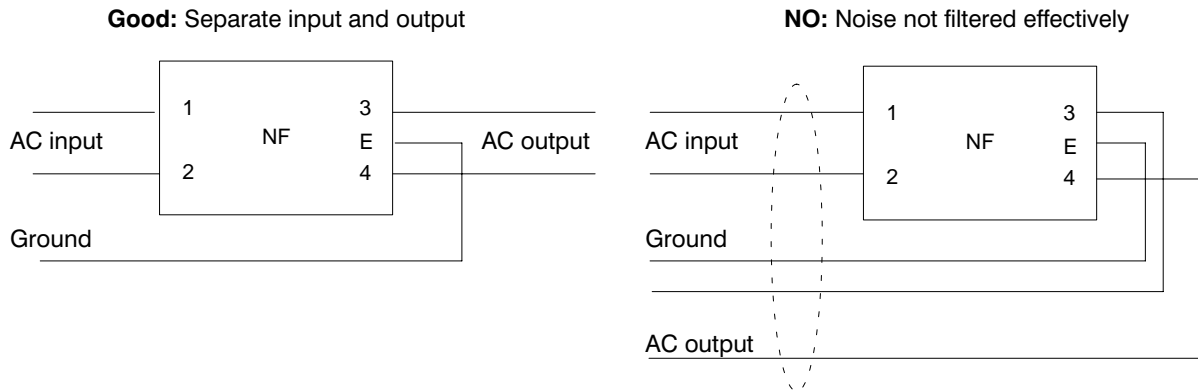 Good: Separate input and output
1
3
AC input
NF
E
AC output
2
4
Ground
NO: Noise not filtered effectively
1
3
AC input
NF
E
2
4
Ground
AC output